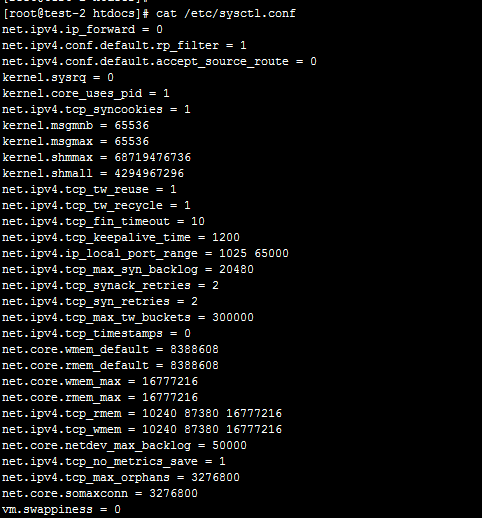 [root@test-2 htdocs]# cat /etc/sysctl.conf
net.ipv4.ip_forward = 0
net.ipv4.conf.default.rp_filter = 1
net.ipv4.conf.default.accept_source_route = 0
kernel.sysrq = 0
kernel.core_uses_pid = 1
net.ipv4.tcp_syncookies = 1
kernel.msgmnb = 65536
kernel.msgmax = 65536
kernel.shmmax = 68719476736
kernel.shmall = 4294967296
net.ipv4.tcp_tw_reuse = 1
net.ipv4.tcp_tw_recycle = 1
net.ipv4.tcp_fin_timeout = 10
net.ipv4.tcp_keepalive_time = 1200
net.ipv4.ip_local_port_range = 1025 65000
net.ipv4.tcp_max_syn_backlog = 20480
net.ipv4.tcp_synack_retries = 2
net.ipv4.tcp_syn_retries = 2
net.ipv4.tcp_max_tw_buckets = 300000
net.ipv4.tcp_timestamps = 0
net.core.wmem_default = 8388608
net.core.rmem_default = 8388608
net.core.wmem_max = 16777216
net.core.rmem_max = 16777216
net.ipv4.tcp_rmem = 10240 87380 16777216
net.ipv4.tcp_wmem = 10240 87380 16777216
net.core.netdev_max_backlog = 50000
net.ipv4.tcp_no_metrics_save = 1
net.ipv4.tcp_max_orphans = 3276800
net.core.somaxconn = 3276800
vm.swappiness = 0